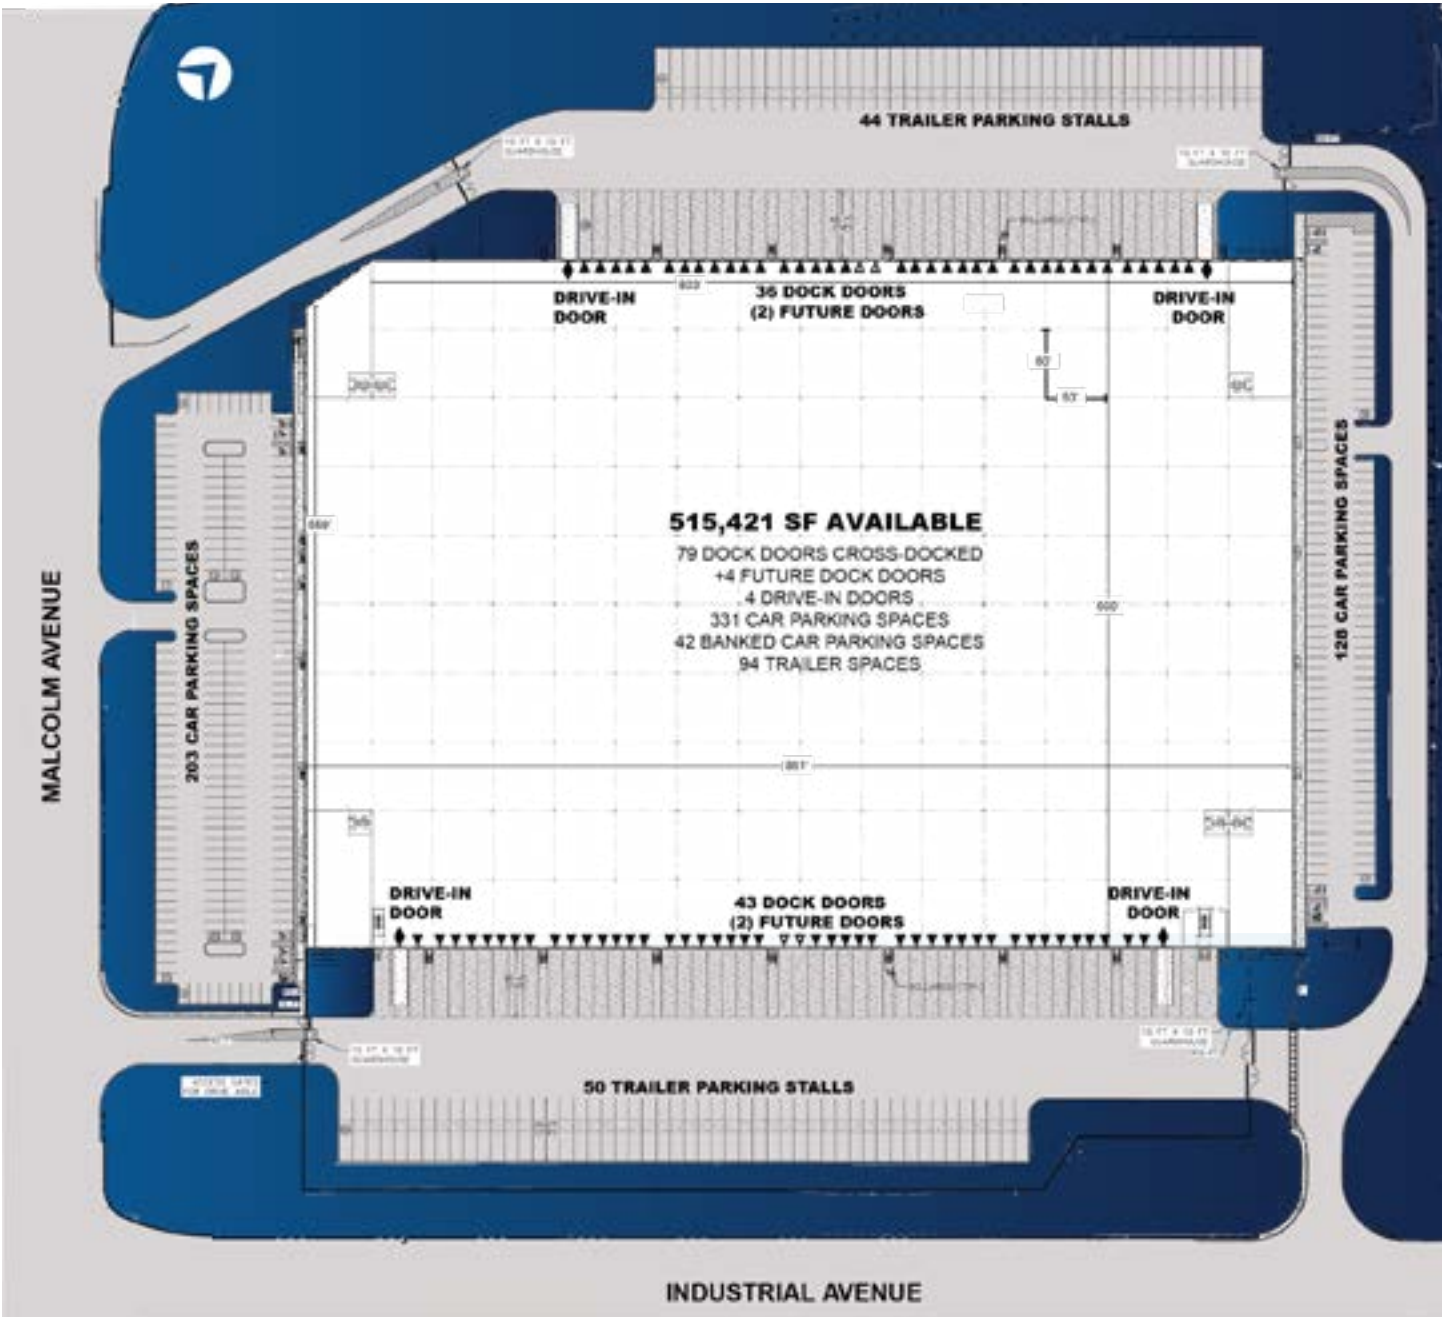 44 TRAILER PARKING STALLS
DRIVE-IN
DOOR
36 DOCK DOORS
(2) FUTURE DOORS
DRIVE-IN
DOOR
60'
515,421 SF AVAILABLE
79 DOCK DOORS CROSS-DOCKED
+4 FUTURE DOCK DOORS
4 DRIVE-IN DOORS
331 CAR PARKING SPACES
42 BANKED CAR PARKING SPACES
94 TRAILER SPACES
203 CAR PARKING SPACES
128 CAR PARKING SPACES
MALCOLM AVENUE
DRIVE-IN
DOOR
43 DOCK DOORS
(2) FUTURE DOORS
DRIVE-IN
DOOR
50 TRAILER PARKING STALLS
INDUSTRIAL AVENUE